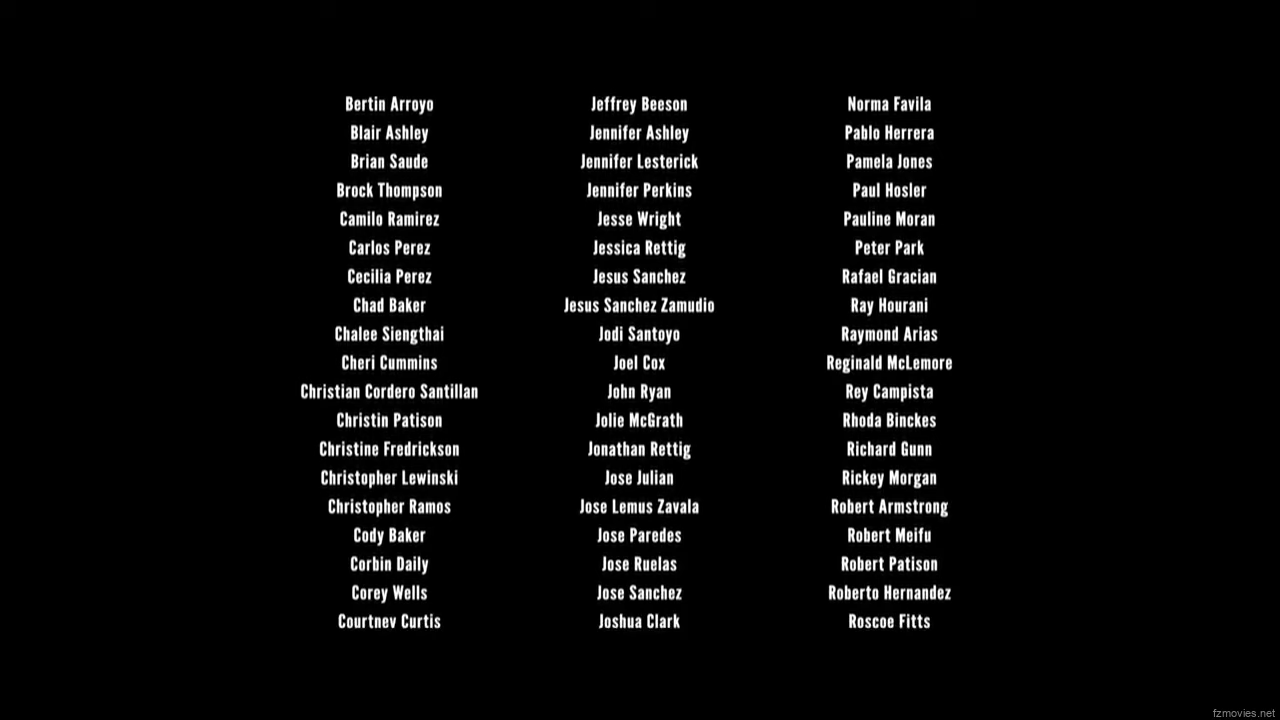 Bertin Arroyo
Blair Ashley
Brian Saude
Brock Thompson
Camilo Ramirez
Carlos Perez
Cecilia Perez
Chad Baker
Chalee Siengthai
Cheri Cummins
Christian Cordero Santillan
Christin Patison
Christine Fredrickson
Christopher Lewinski
Christopher Ramos
Cody Baker
Corbin Daily
Corey Wells
Courtney Curtis
Jeffrey Beeson
Jennifer Ashley
Jennifer Lesterick
Jennifer Perkins
Jesse Wright
Jessica Rettig
Jesus Sanchez
Jesus Sanchez Zamudio
Jodi Santoyo
Joel Cox
John Ryan
Jolie McGrath
Jonathan Rettig
Jose Julian
Jose Lemus Zavala
Jose Paredes
Jose Ruelas
Jose Sanchez
Joshua Clark
Norma Favila
Pablo Herrera
Pamela Jones
Paul Hosler
Pauline Moran
Peter Park
Rafael Gracian
Ray Hourani
Raymond Arias
Reginald McLemore
Rey Campista
Rhoda Binckes
Richard Gunn
Rickey Morgan
Robert Armstrong
Robert Meifu
Robert Patison
Roberto Hernandez
Roscoe Fitts
fzmovies.net